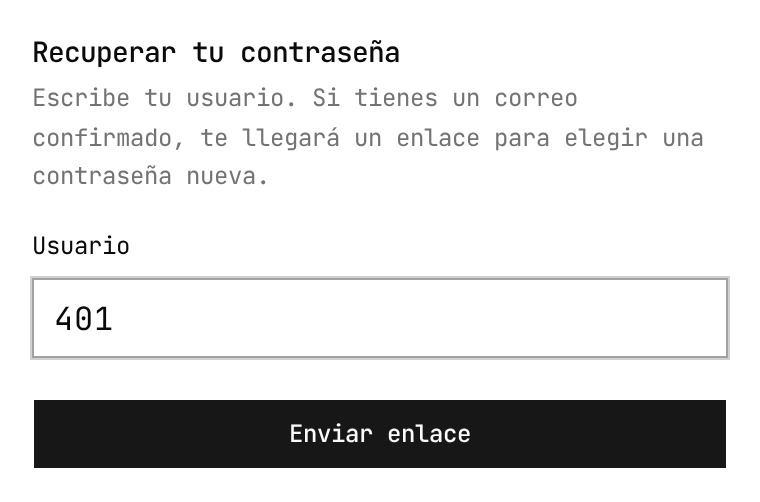 Recuperar tu contraseña
Escribe tu usuario. Si tienes un correo
confirmado, te llegará un enlace para elegir una
contraseña nueva.
Usuario
401
Enviar enlace